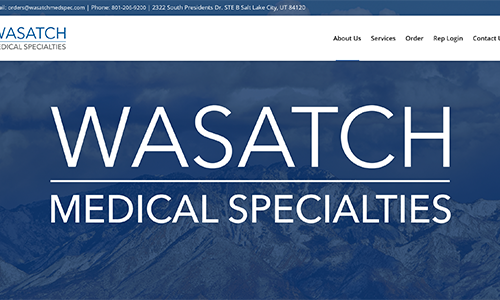 ail: orders@wasatchmedspec.com | Phone: 801-206-9200 | 2322 South Presidents Dr. STE B Salt Lake City, UT 84120
WASATCH
MEDICAL SPECIALTIES
About Us Services Order Rep Login Contact U
WASATCH
MEDICAL SPECIALTIES